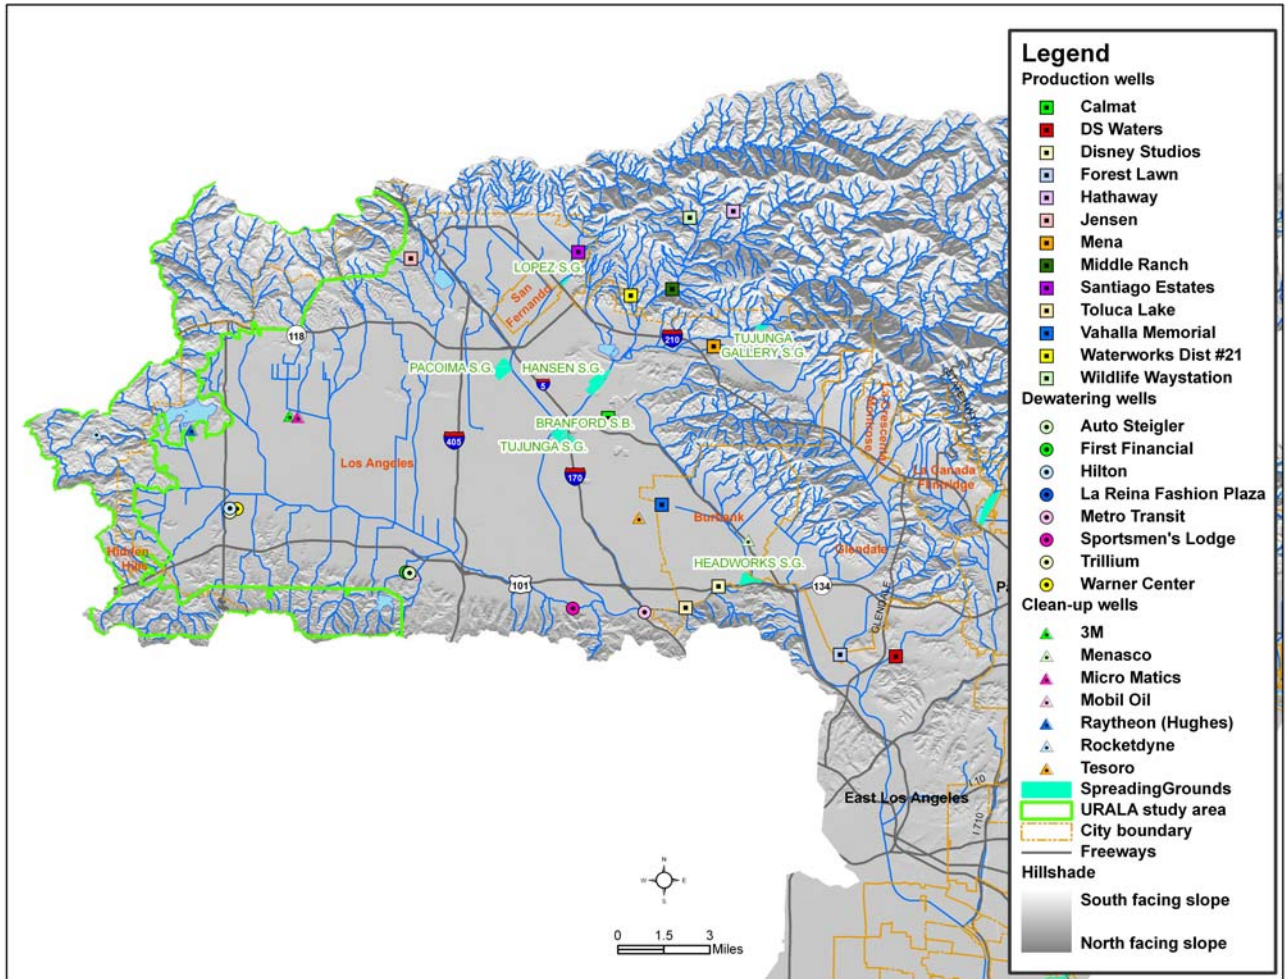 Legend
Production wells
Calmat
DS Waters
Disney Studios
Forest Lawn
Hathaway
Jensen
Mena
Middle Ranch
Santiago Estates
Toluca Lake
Vahalla Memorial
Waterworks Dist #21
Wildlife Waystation
Dewatering wells
Auto Steigler
First Financial
Hilton
La Reina Fashion Plaza
Metro Transit
Sportsmen's Lodge
Trillium
Warner Center
Clean-up wells
3M
Menasco
Micro Matics
Mobil Oil
Raytheon (Hughes)
Rocketdyne
Tesoro
SpreadingGrounds
URALA study area
City boundary
Freeways
Hillshade
South facing slope
North facing slope
LOPEZ S.G.
San
Fernando
118
210
TUJUNGA
GALLERY S.G.
PACOIMA S.G.
HANSEN S.G.
5
BRANFORD S.B.
TUJUNGA S.G.
405
Los Angeles
170
La Crescenta
Montrose
La Canada
Flintridge
Burbank
Glendale
Hidden
Hills
HEADWORKS S.G.
101
134
GLENDALE
East Los Angeles
I 10
I 710
N
W
E
S
0
1.5
3
Miles